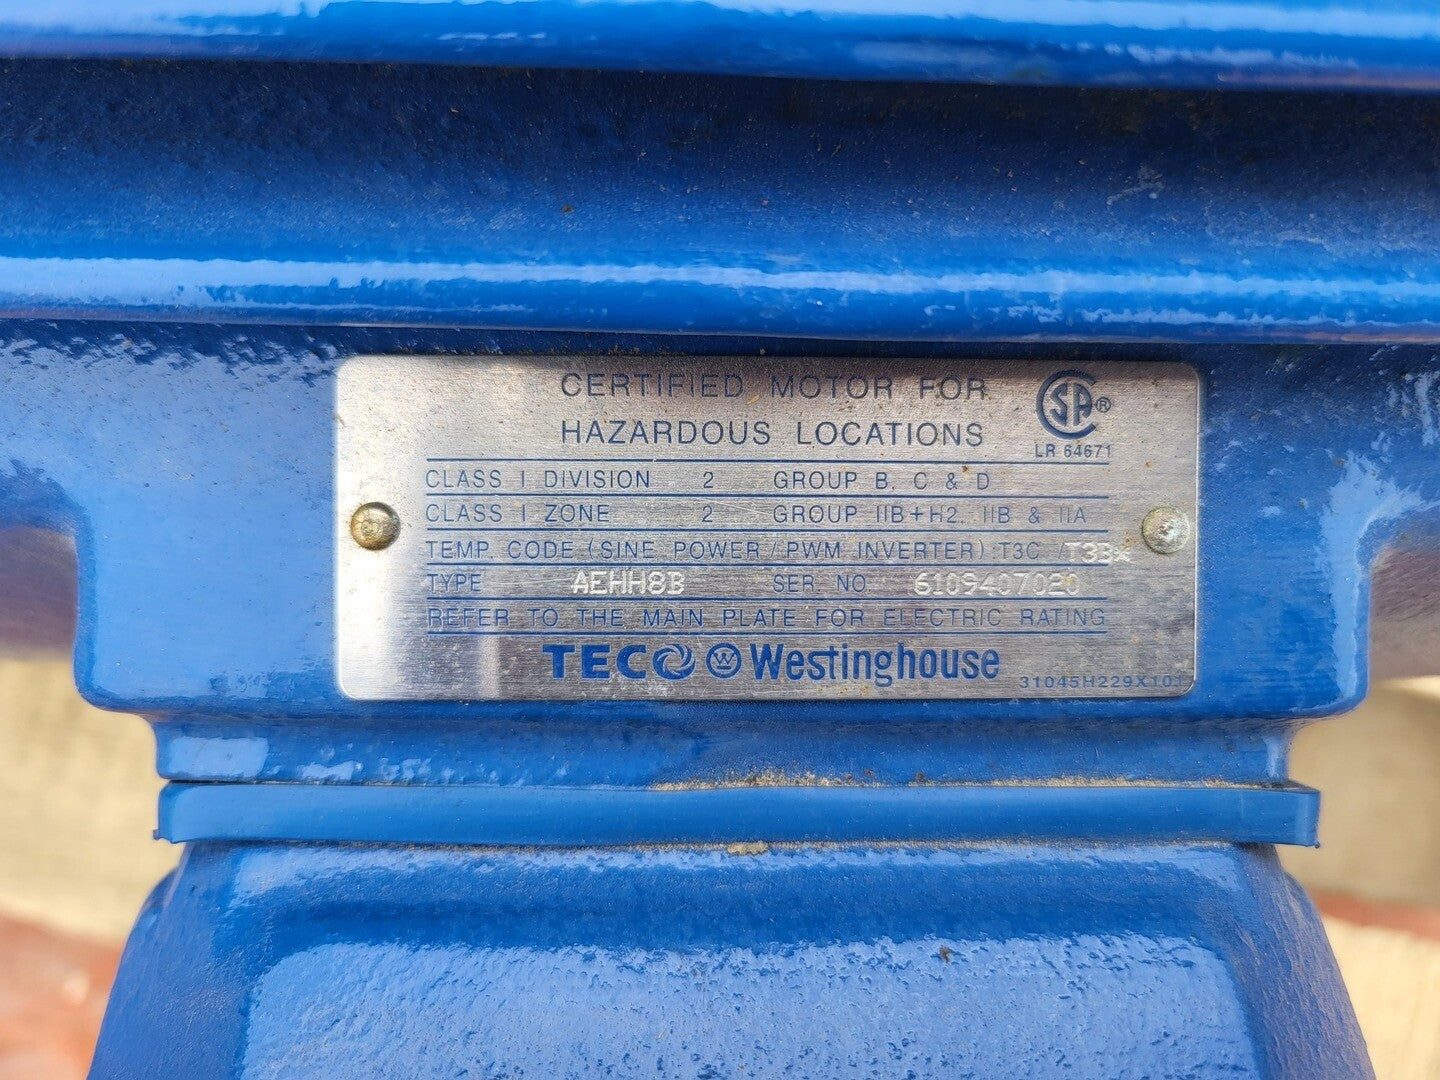 CERTIFIED MOTOR FOR
HAZARDOUS LOCATIONS
CSA ®
LR 64671
CLASS I DIVISION 2 GROUP B, C & D
CLASS I ZONE 2 GROUP IIB+H2, IIB & IIA
TEMP. CODE (SINE POWER/PWM INVERTER):T3C /T3B*
TYPE AEHH8B SER. NO. 6109407020
REFER TO THE MAIN PLATE FOR ELECTRIC RATING
TECO W Westinghouse
31045H229X101